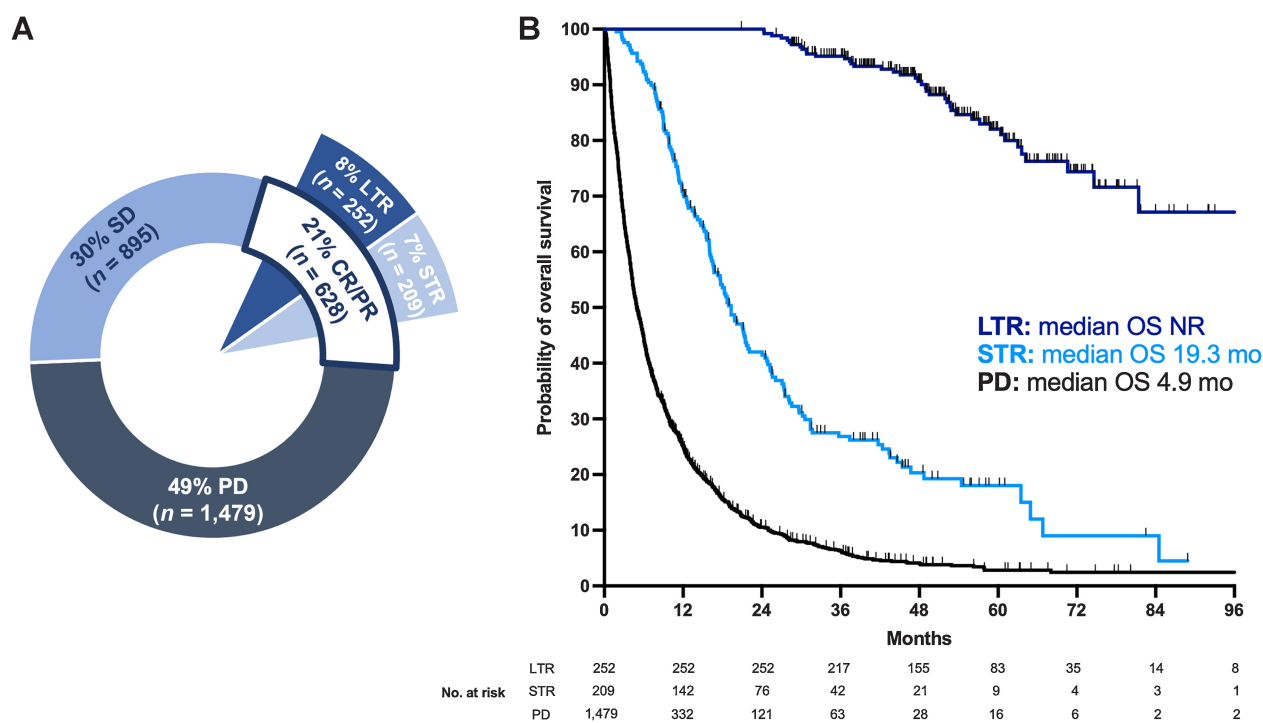 A
8% LTR
(n = 252)
7% STR
(n = 209)
21% CR/PR
(n = 628)
30% SD
(n = 895)
49% PD
(n = 1,479)
B
Probability of overall survival
100
90
80
70
60
50
40
30
20
10
0
LTR: median OS NR
STR: median OS 19.3 mo
PD: median OS 4.9 mo
0 12 24 36 48 60 72 84 96
Months
No. at risk
LTR 252 252 252 217 155 83 35 14 8
STR 209 142 76 42 21 9 4 3 1
PD 1,479 332 121 63 28 16 6 2 2